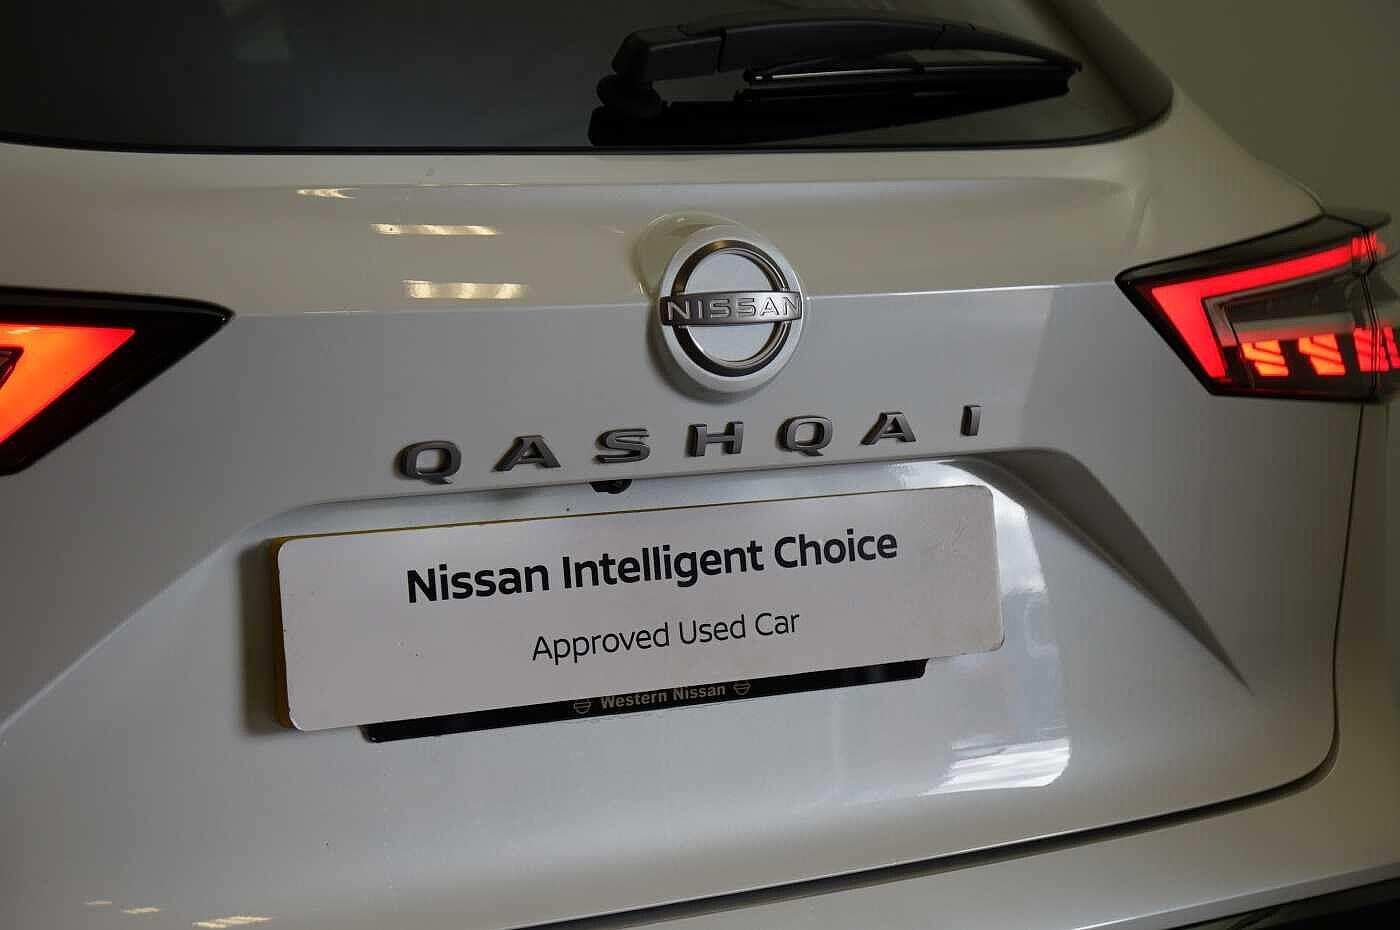 NISSAN
QASHQAI
Nissan Intelligent Choice
Approved Used Car
Western Nissan